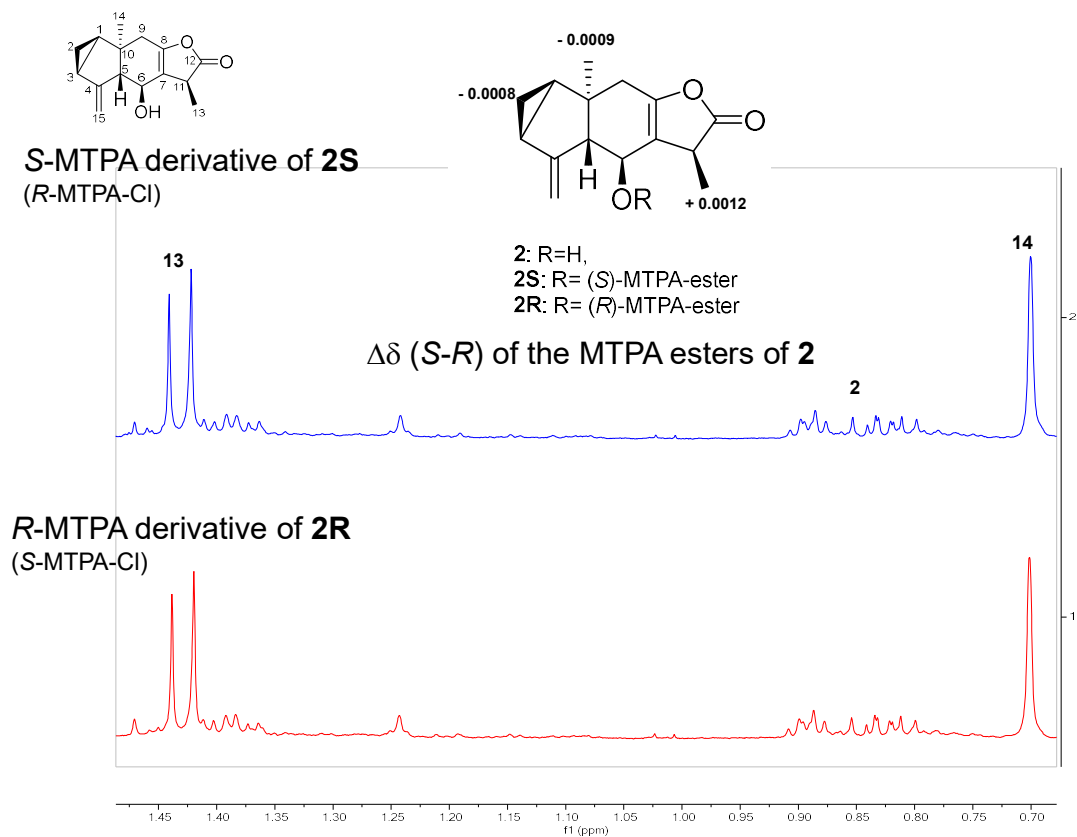 14
1
9
2
8
O
10
12
O
5
3
6
7
11
4
H
OH
13
15
- 0.0009
- 0.0008
O
O
H
OR
+ 0.0012
S-MTPA derivative of 2S
(R-MTPA-Cl)
2: R=H,
2S: R= (S)-MTPA-ester
2R: R= (R)-MTPA-ester
Δδ (S-R) of the MTPA esters of 2
13
14
2
2
R-MTPA derivative of 2R
(S-MTPA-Cl)
1
1.45 1.40 1.35 1.30 1.25 1.20 1.15 1.10 1.05 1.00 0.95 0.90 0.85 0.80 0.75 0.70
f1 (ppm)